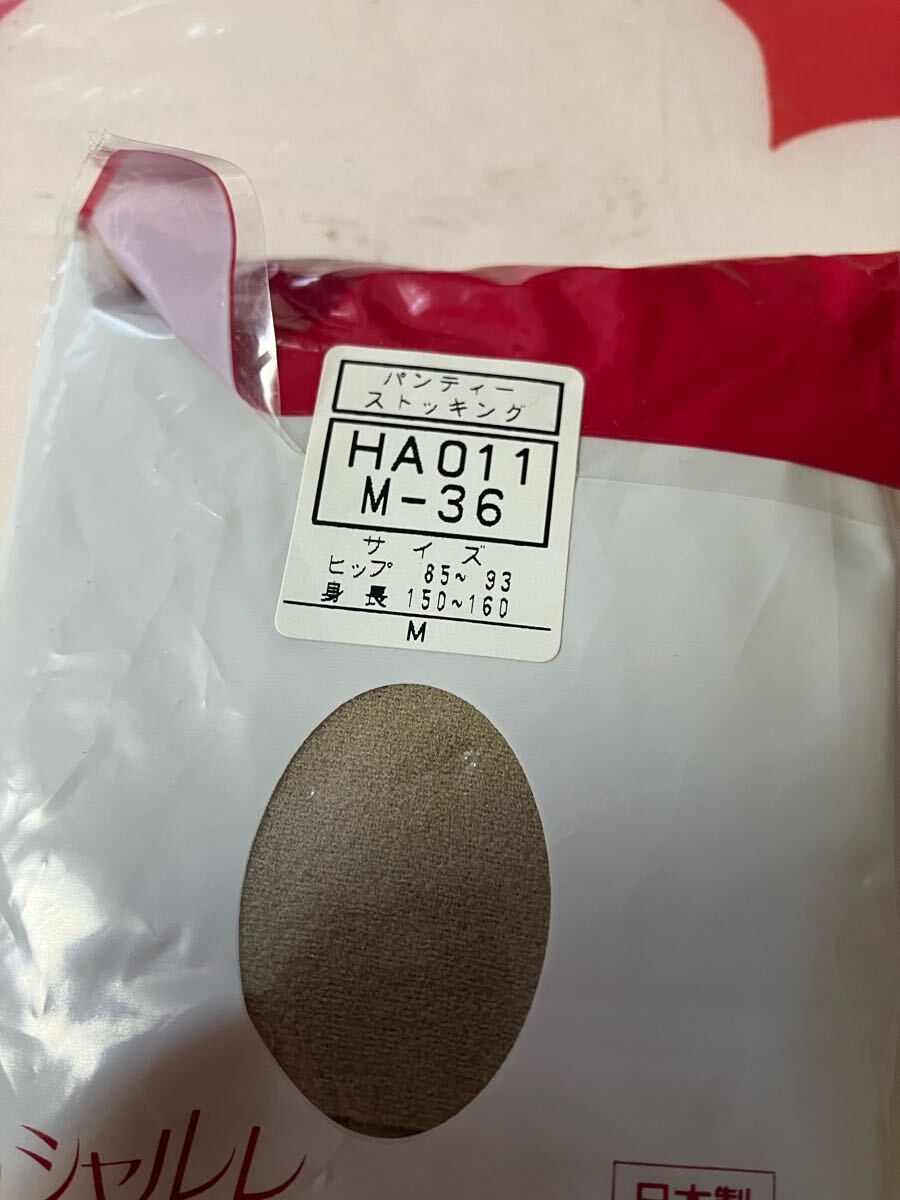 パンティー
ストッキング
HA011
M-36
サイズ
ヒップ 85~ 93
身長 150~160
M
シャルレ
日本製